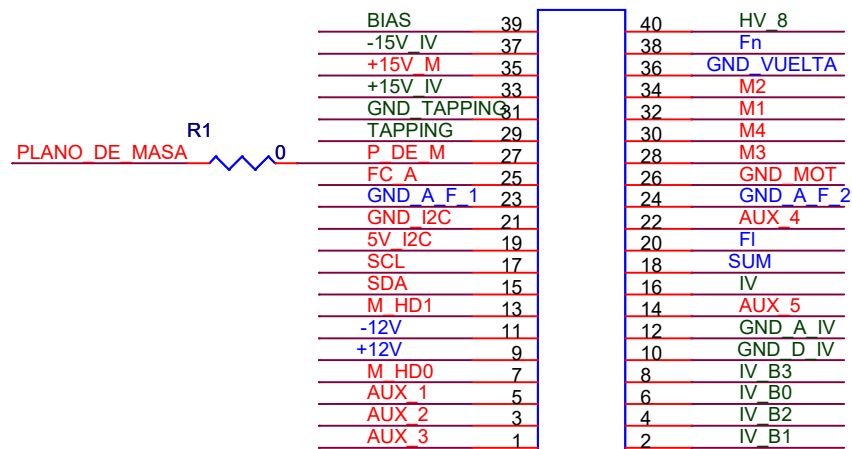 BIAS 39 40 HV_8
-15V_IV 37 38 Fn
+15V_M 35 36 GND_VUELTA
+15V_IV 33 34 M2
GND_TAPPING 31 32 M1
R1 TAPPING 29 30 M4
PLANO_DE_MASA 0 P_DE_M 27 28 M3
FC_A 25 26 GND_MOT
GND_A_F_1 23 24 GND_A_F_2
GND_I2C 21 22 AUX_4
5V_I2C 19 20 FI
SCL 17 18 SUM
SDA 15 16 IV
M_HD1 13 14 AUX_5
-12V 11 12 GND_A_IV
+12V 9 10 GND_D_IV
M_HD0 7 8 IV_B3
AUX_1 5 6 IV_B0
AUX_2 3 4 IV_B2
AUX_3 1 2 IV_B1